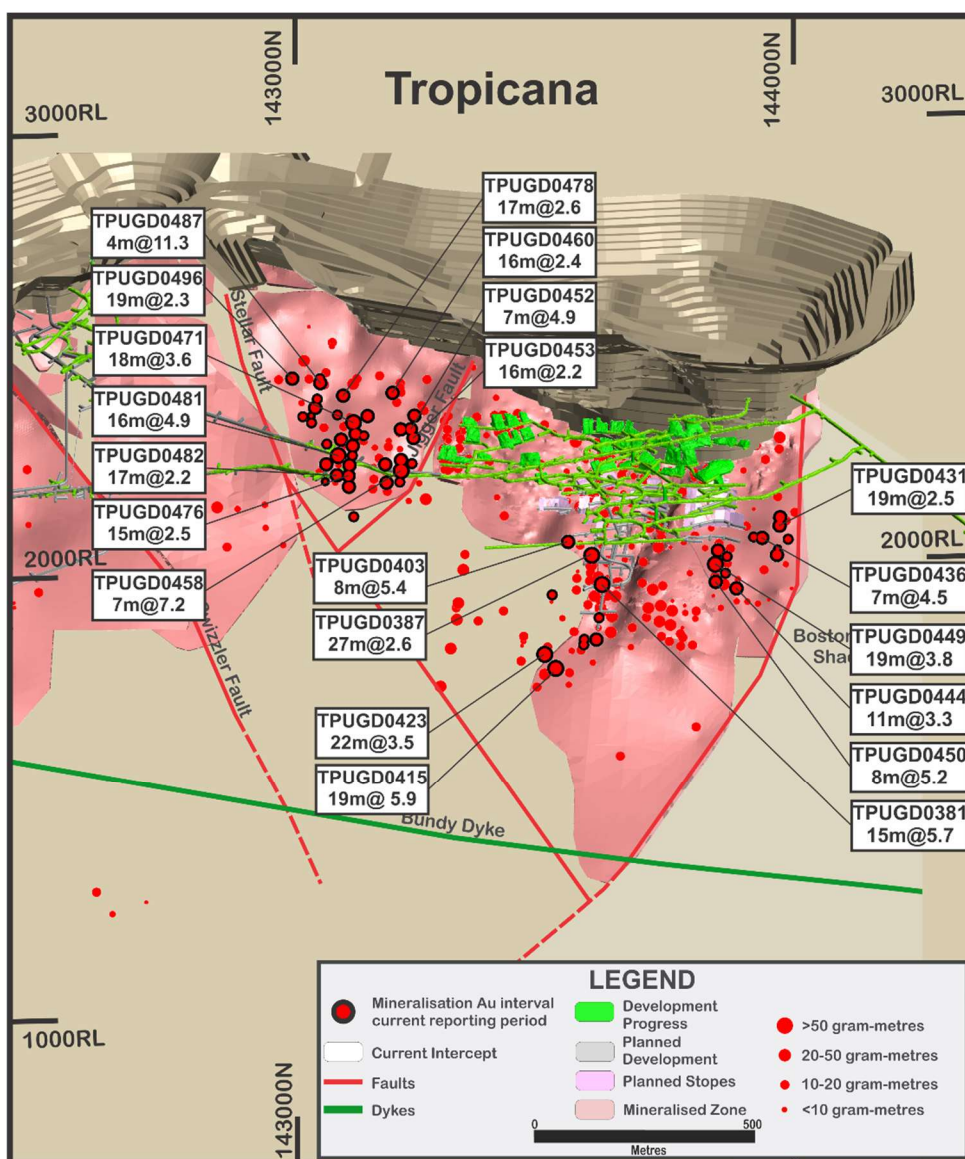 143000N
144000N
Tropicana
3000RL
3000RL
TPUGD0478
17m@2.6
TPUGD0487
4m@11.3
TPUGD0460
16m@2.4
TPUGD0496
19m@2.3
TPUGD0452
7m@4.9
Stellar Fault
TPUGD0471
18m@3.6
TPUGD0453
16m@2.2
Jigger Fault
TPUGD0481
16m@4.9
TPUGD0482
17m@2.2
TPUGD0431
19m@2.5
TPUGD0476
15m@2.5
2000RL
2000RL
TPUGD0403
8m@5.4
TPUGD0458
7m@7.2
TPUGD0436
7m@4.5
TPUGD0387
27m@2.6
wizzler Fault
TPUGD0449
19m@3.8
Boston
Sha
TPUGD0444
11m@3.3
TPUGD0423
22m@3.5
TPUGD0450
8m@5.2
TPUGD0415
19m@ 5.9
TPUGD0381
15m@5.7
Bundy Dyke
LEGEND
Mineralisation Au interval
current reporting period
Current Intercept
Faults
Dykes
Development
Progress
Planned
Development
Planned Stopes
Mineralised Zone
>50 gram-metres
20-50 gram-metres
10-20 gram-metres
<10 gram-metres
0
500
Metres
1000RL
143000N